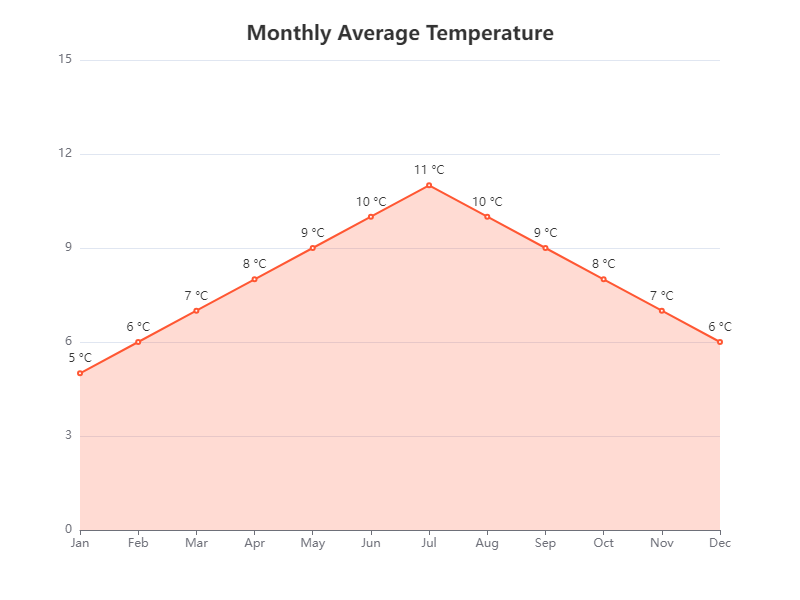 Monthly Average Temperature
15
12
9
6
3
0
5 °C
6 °C
7 °C
8 °C
9 °C
10 °C
11 °C
10 °C
9 °C
8 °C
7 °C
6 °C
Jan Feb Mar Apr May Jun Jul Aug Sep Oct Nov Dec